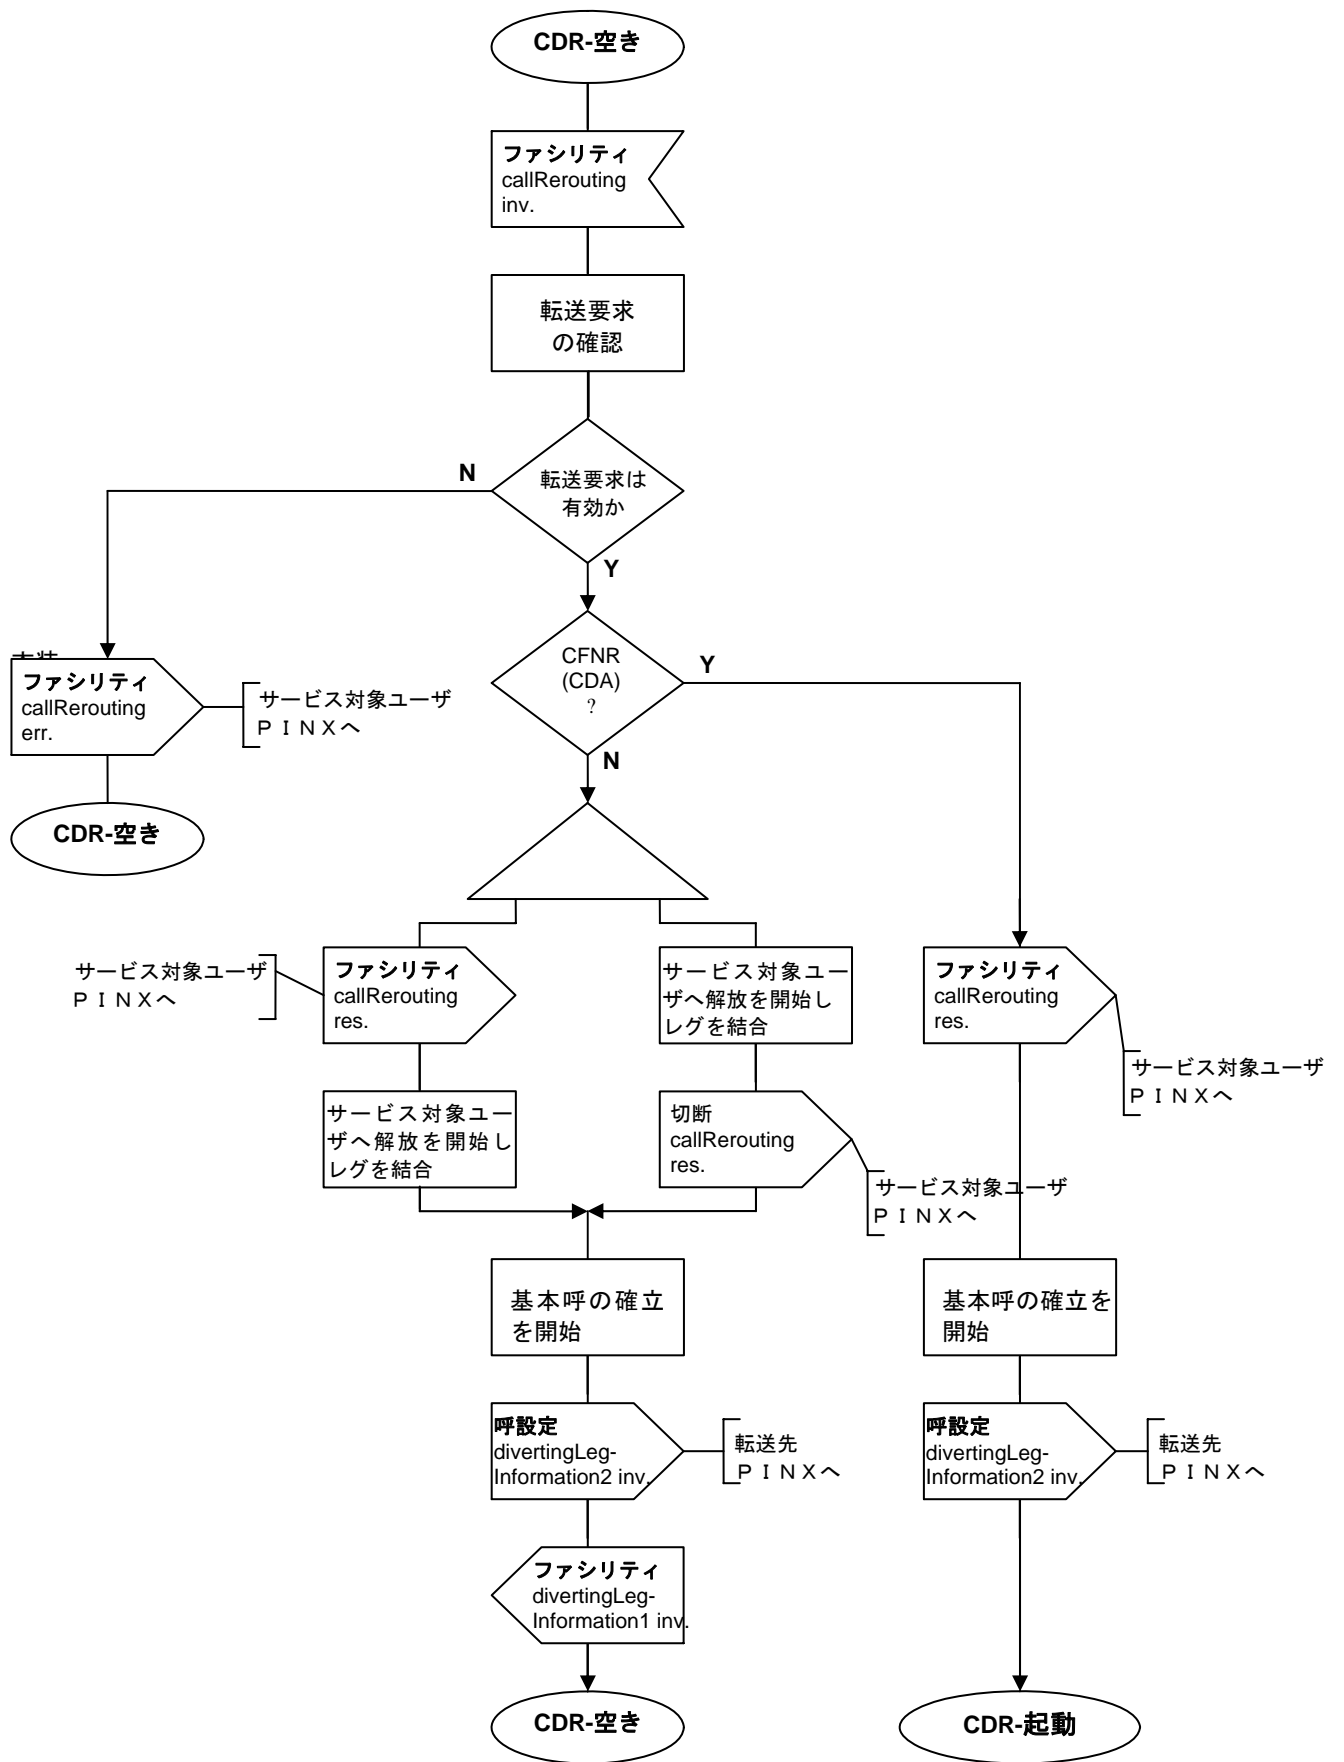 CDR-空き
ファシリティ
callRerouting
inv.
転送要求
の確認
転送要求は
有効か
N
Y
CFNR
(CDA)
?
Y
N
ファシリティ
callRerouting
err.
サービス対象ユーザ
ＰＩＮＸへ
CDR-空き
サービス対象ユーザ
ＰＩＮＸへ
ファシリティ
callRerouting
res.
サービス対象ユー
ザへ解放を開始し
レグを結合
ファシリティ
callRerouting
res.
サービス対象ユーザ
ＰＩＮＸへ
サービス対象ユー
ザへ解放を開始し
レグを結合
切断
callRerouting
res.
サービス対象ユーザ
ＰＩＮＸへ
基本呼の確立
を開始
基本呼の確立を
開始
呼設定
divertingLeg-
Information2 inv.
転送先
ＰＩＮＸへ
呼設定
divertingLeg-
Information2 inv.
転送先
ＰＩＮＸへ
ファシリティ
divertingLeg-
Information1 inv.
CDR-空き
CDR-起動